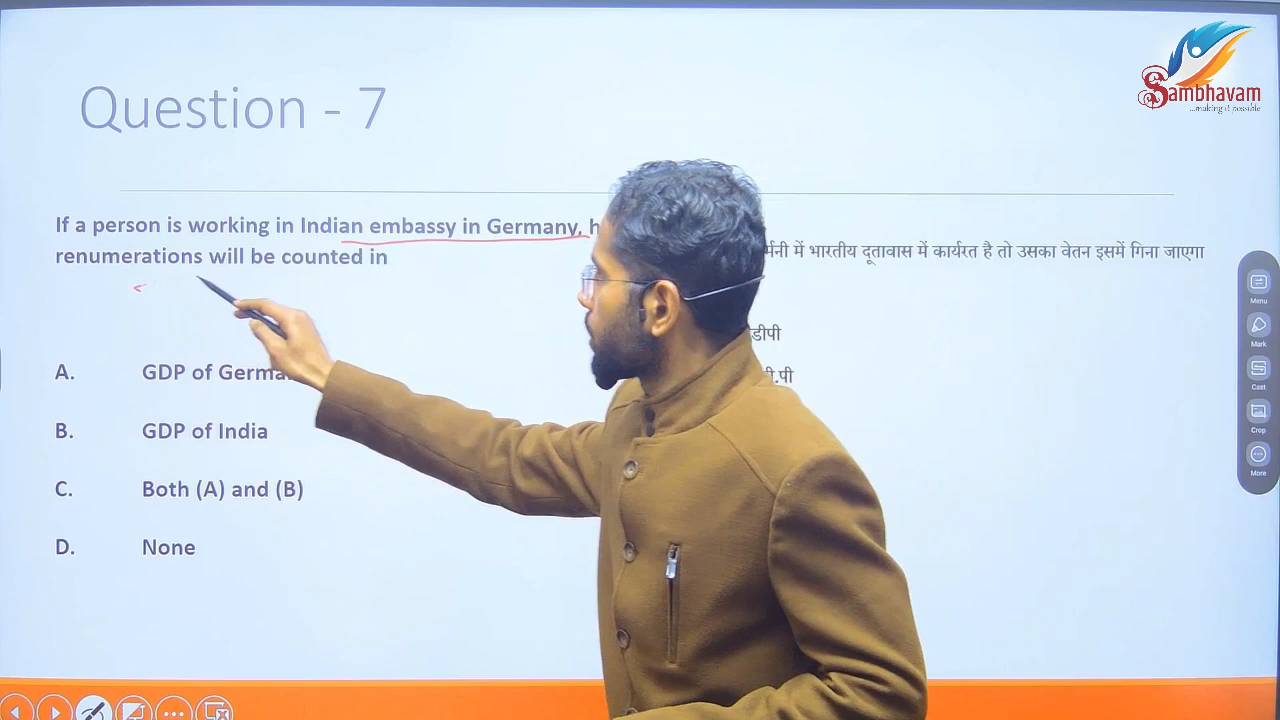 Sambhavam
...making it possible
Question - 7
If a person is working in Indian embassy in Germany,
renumerations will be counted in
में भारतीय दूतावास में कार्यरत है तो उसका वेतन इसमें गिना जाएगा
A. GDP of
B. GDP of India
C. Both (A) and (B)
D. None
Menu
Mark
Cast
Crop
More